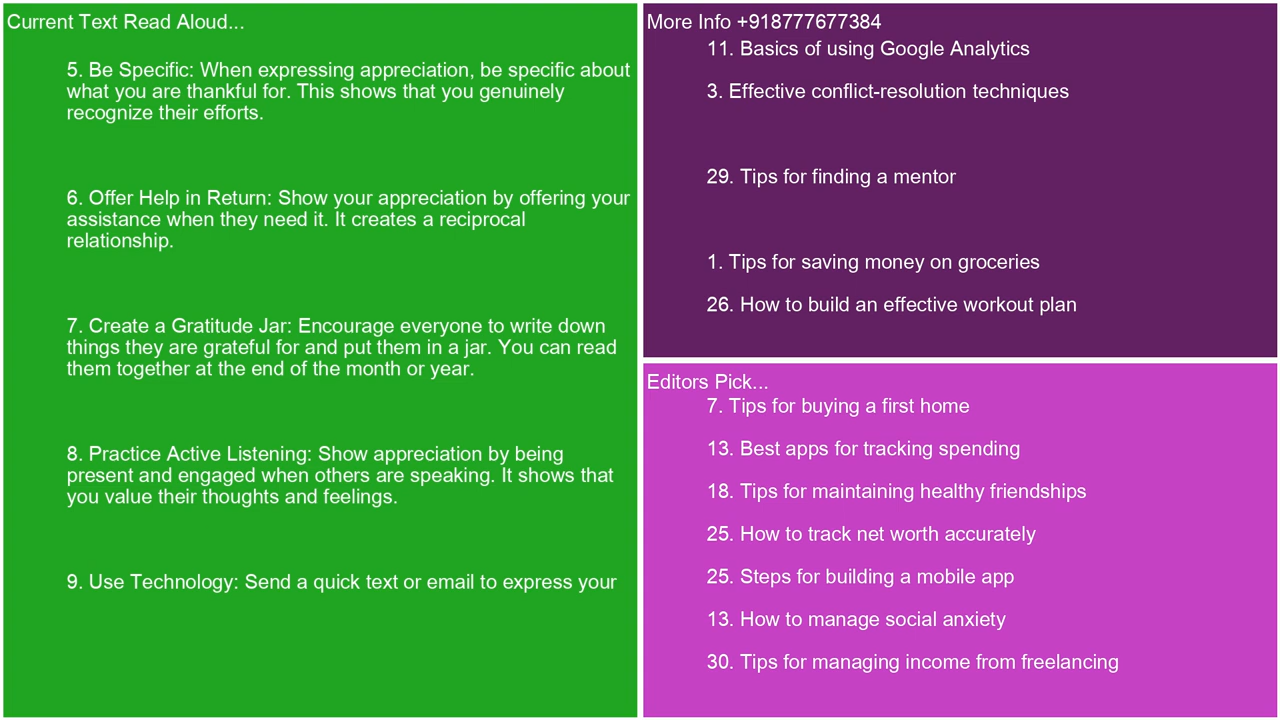 Current Text Read Aloud...
5. Be Specific: When expressing appreciation, be specific about
what you are thankful for. This shows that you genuinely
recognize their efforts.
6. Offer Help in Return: Show your appreciation by offering your
assistance when they need it. It creates a reciprocal
relationship.
7. Create a Gratitude Jar: Encourage everyone to write down
things they are grateful for and put them in a jar. You can read
them together at the end of the month or year.
8. Practice Active Listening: Show appreciation by being
present and engaged when others are speaking. It shows that
you value their thoughts and feelings.
9. Use Technology: Send a quick text or email to express your
More Info +918777677384
11. Basics of using Google Analytics
3. Effective conflict-resolution techniques
29. Tips for finding a mentor
1. Tips for saving money on groceries
26. How to build an effective workout plan
Editors Pick...
7. Tips for buying a first home
13. Best apps for tracking spending
18. Tips for maintaining healthy friendships
25. How to track net worth accurately
25. Steps for building a mobile app
13. How to manage social anxiety
30. Tips for managing income from freelancing